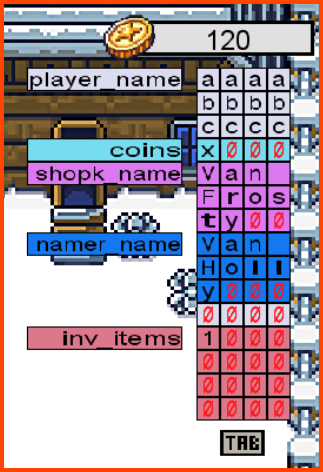 120
player_name a a a a
b b b b
c c c c
coins x 0 0 0
shopk_name V a n
F r o s
t y 0 0
namer_name V a n
H o l l
y 0 0 0
0 0 0 0
inv_items 1 0 0 0
0 0 0 0
0 0 0 0
0 0 0 0
TAB